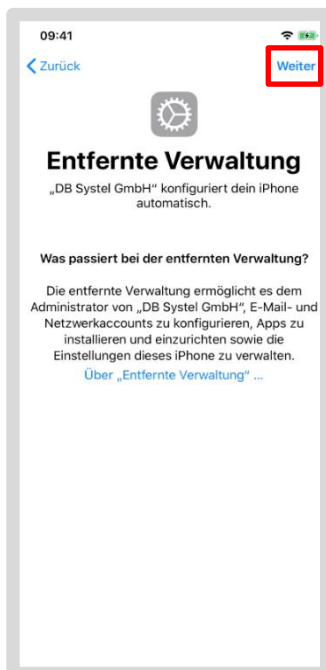 09:41
Zurück
Weiter
Entfernte Verwaltung
„DB Systel GmbH“ konfiguriert dein iPhone
automatisch.
Was passiert bei der entfernten Verwaltung?
Die entfernte Verwaltung ermöglicht es dem
Administrator von „DB Systel GmbH“, E-Mail- und
Netzwerkaccounts zu konfigurieren, Apps zu
installieren und einzurichten sowie die
Einstellungen dieses iPhone zu verwalten.
Über „Entfernte Verwaltung“ ...